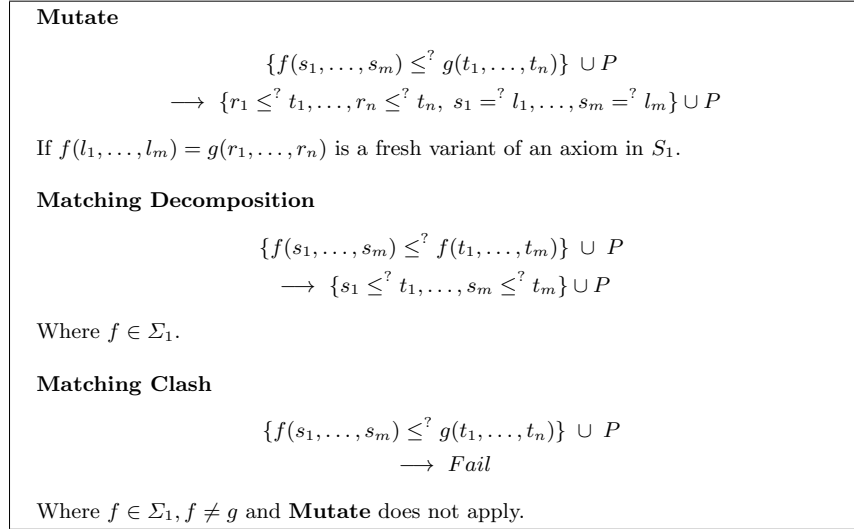 Mutate
{f(s₁, . . . , sₘ) ≤? g(t₁, . . . , tₙ)} ∪ P
⟶ {r₁ ≤? t₁, . . . , rₙ ≤? tₙ, s₁ =? l₁, . . . , sₘ =? lₘ} ∪ P
If f(l₁, . . . , lₘ) = g(r₁, . . . , rₙ) is a fresh variant of an axiom in S₁.
Matching Decomposition
{f(s₁, . . . , sₘ) ≤? f(t₁, . . . , tₘ)} ∪ P
⟶ {s₁ ≤? t₁, . . . , sₘ ≤? tₘ} ∪ P
Where f ∈ Σ₁.
Matching Clash
{f(s₁, . . . , sₘ) ≤? g(t₁, . . . , tₙ)} ∪ P
⟶ Fail
Where f ∈ Σ₁, f ≠ g and Mutate does not apply.